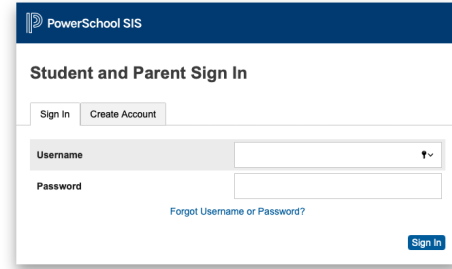 PowerSchool SIS
Student and Parent Sign In
Sign In Create Account
Username
Password
Forgot Username or Password?
Sign In